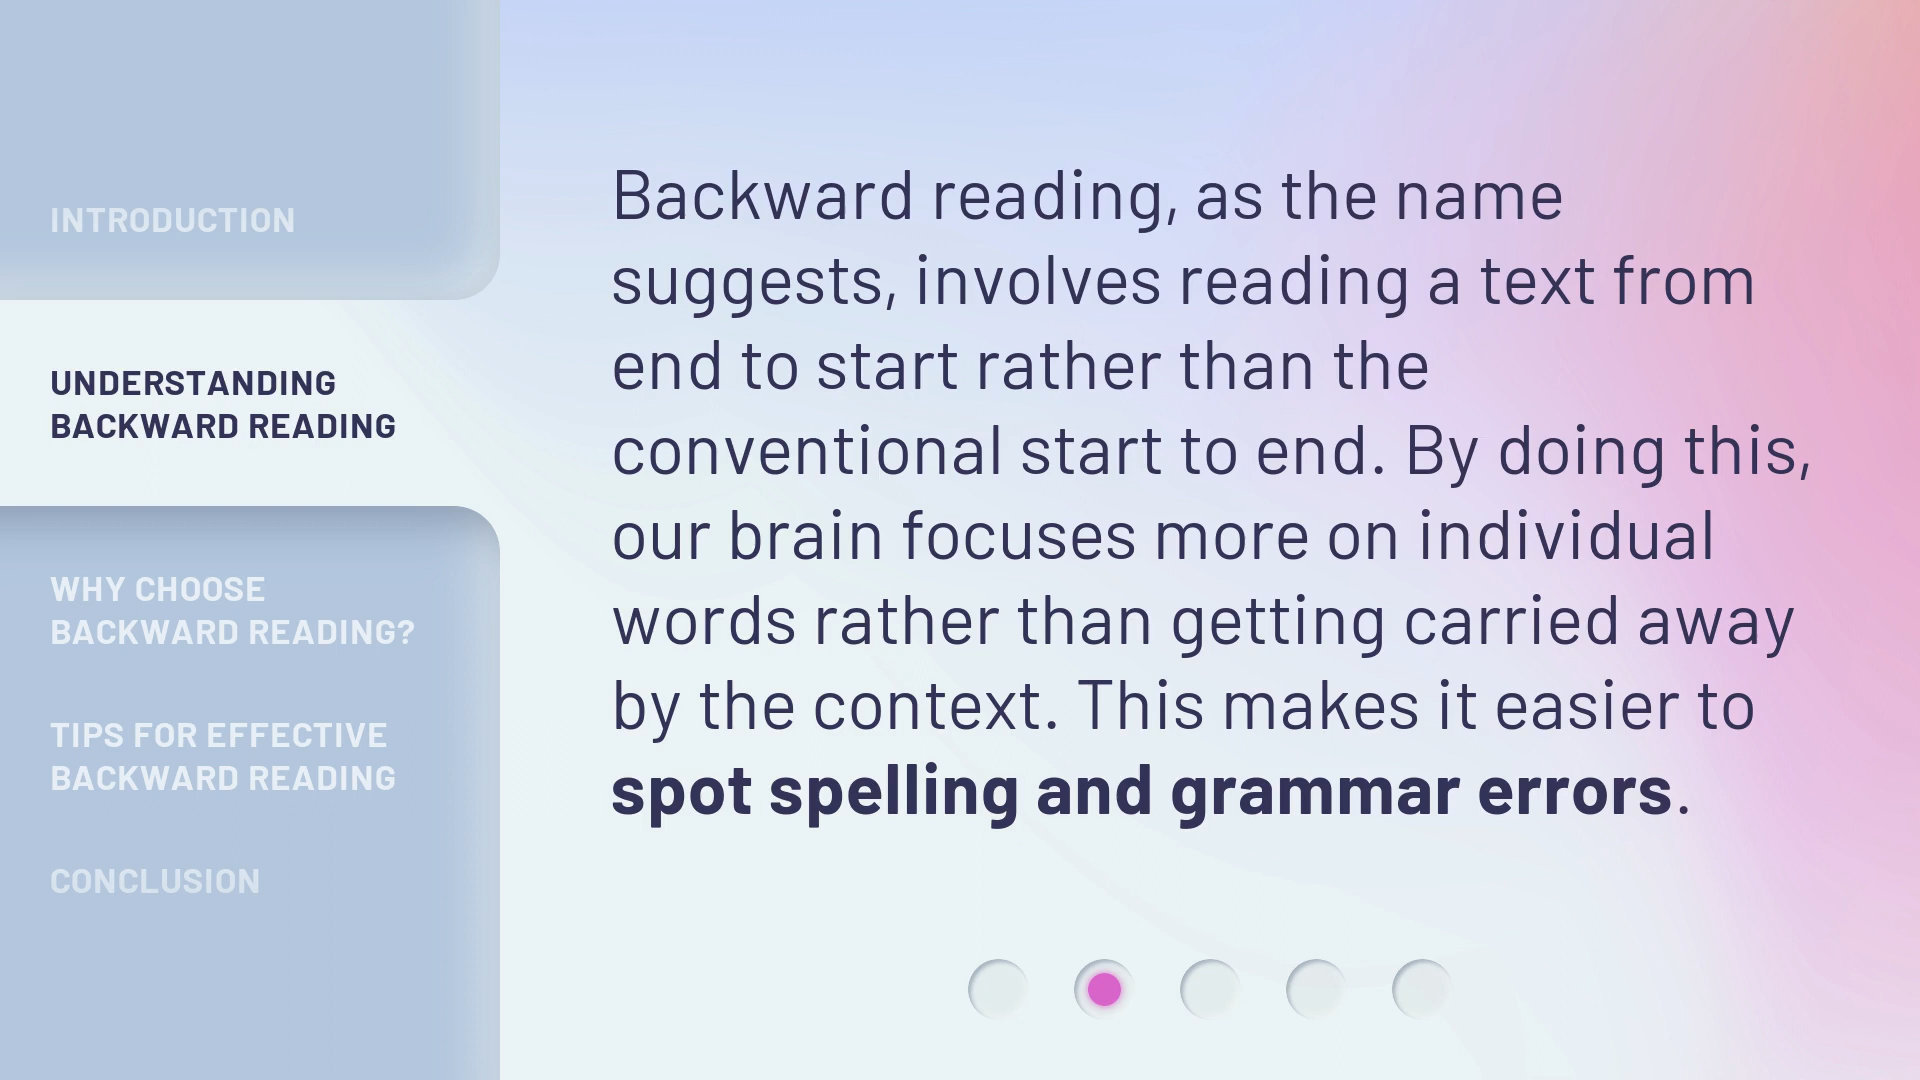 INTRODUCTION
UNDERSTANDING
BACKWARD READING
WHY CHOOSE
BACKWARD READING?
TIPS FOR EFFECTIVE
BACKWARD READING
CONCLUSION
Backward reading, as the name
suggests, involves reading a text from
end to start rather than the
conventional start to end. By doing this,
our brain focuses more on individual
words rather than getting carried away
by the context. This makes it easier to
spot spelling and grammar errors.